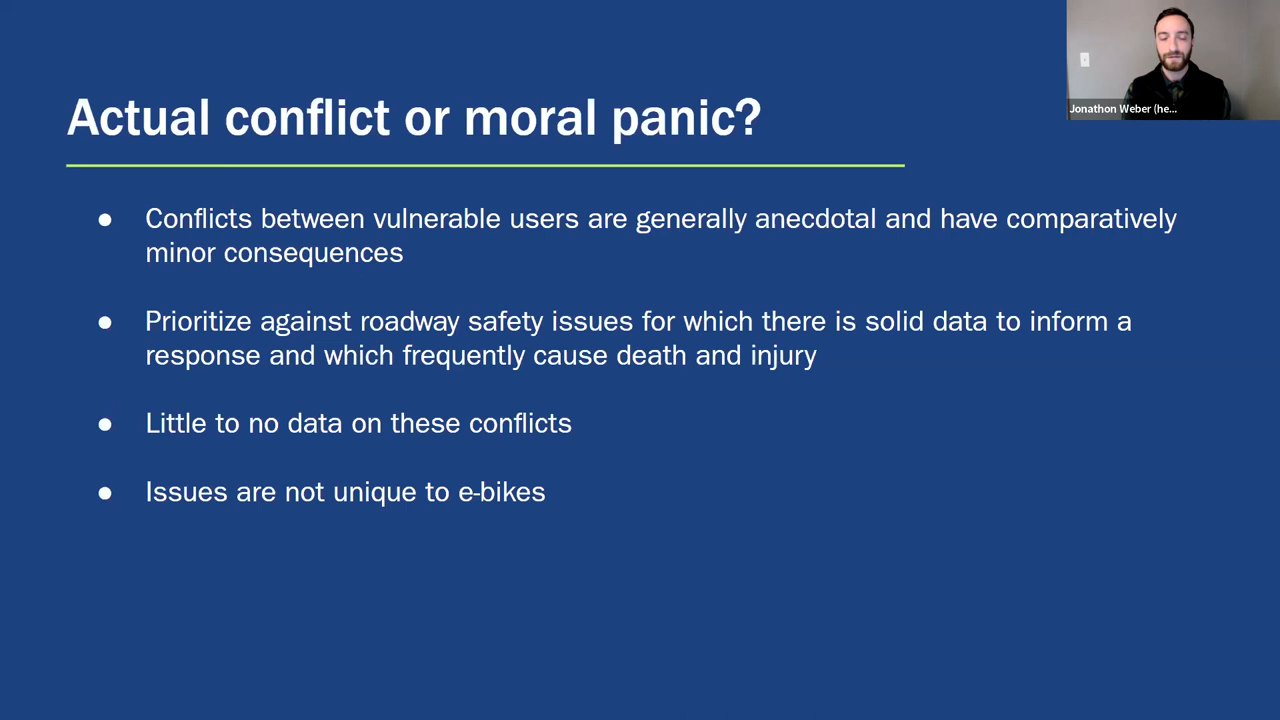 Jonathon Weber (he...
Actual conflict or moral panic?
● Conflicts between vulnerable users are generally anecdotal and have comparatively
minor consequences
● Prioritize against roadway safety issues for which there is solid data to inform a
response and which frequently cause death and injury
● Little to no data on these conflicts
● Issues are not unique to e-bikes